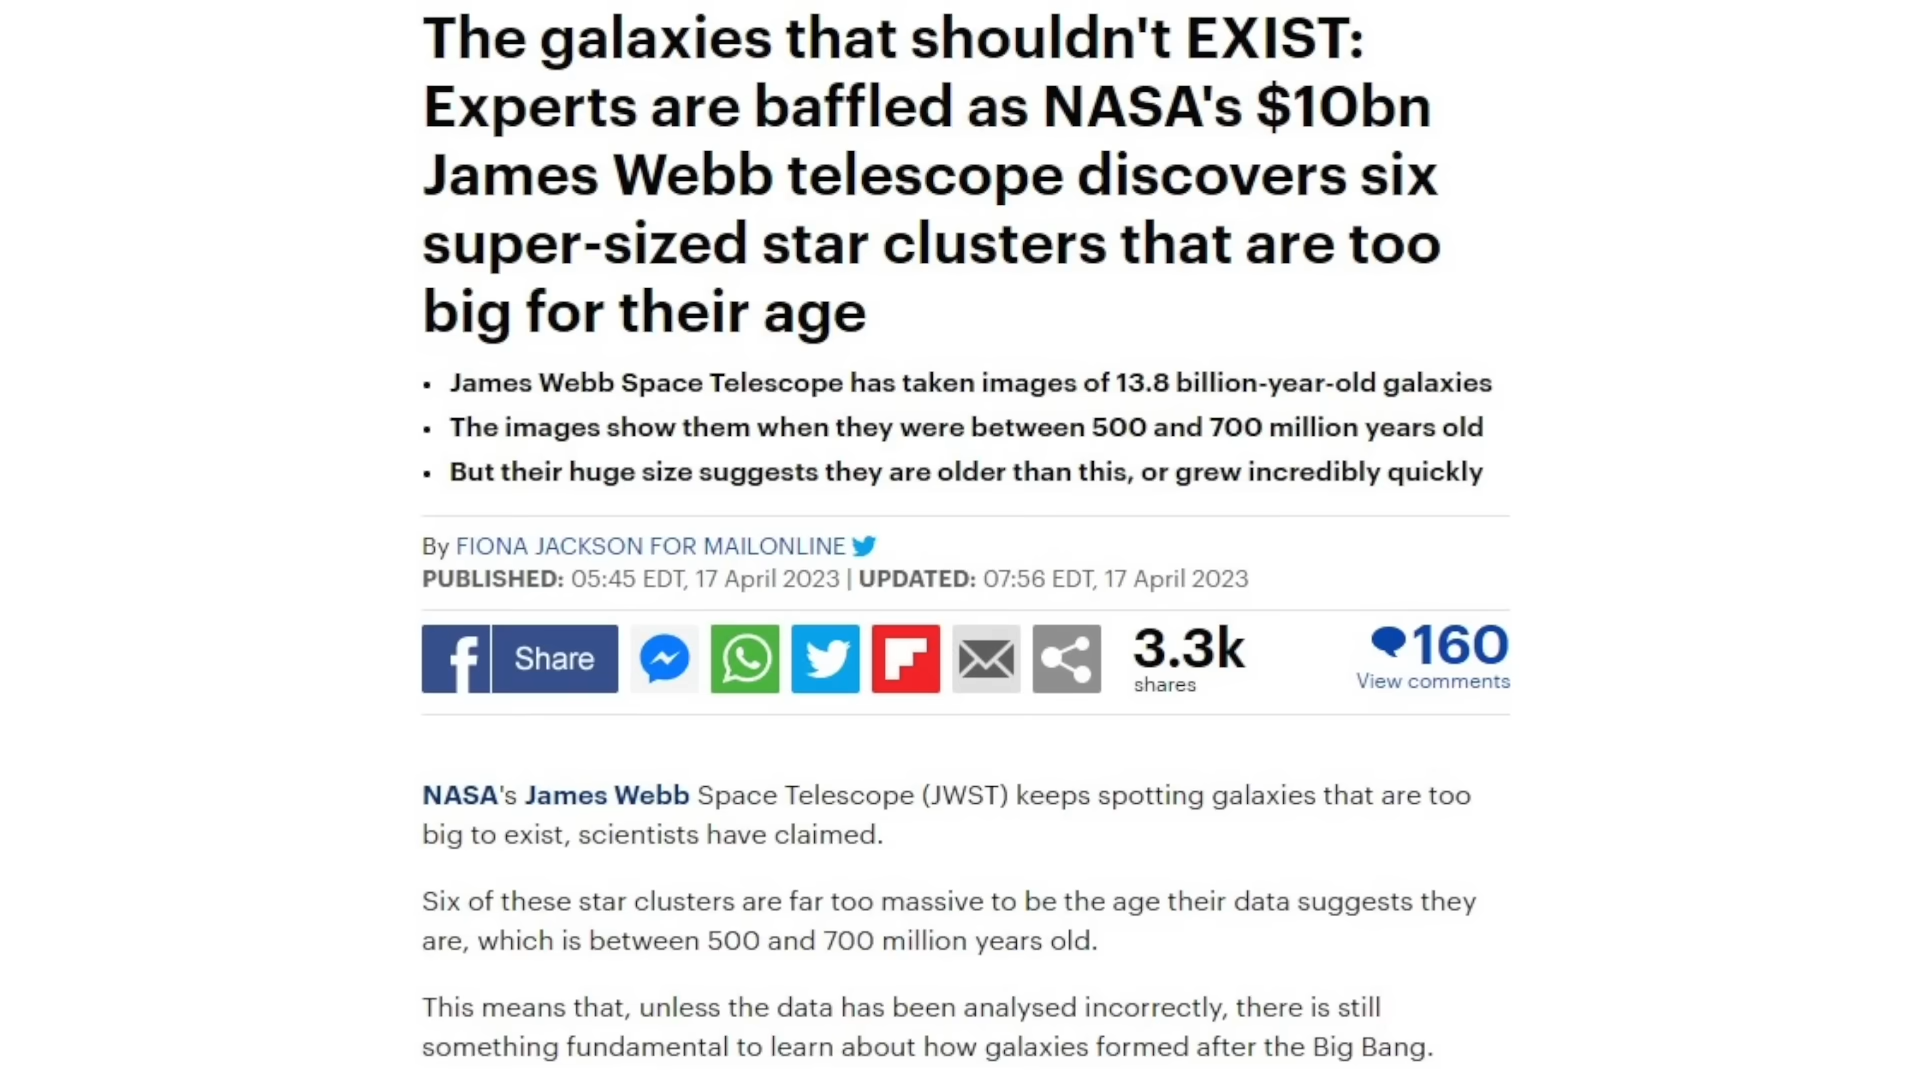 The galaxies that shouldn't EXIST:
Experts are baffled as NASA's $10bn
James Webb telescope discovers six
super-sized star clusters that are too
big for their age
• James Webb Space Telescope has taken images of 13.8 billion-year-old galaxies
• The images show them when they were between 500 and 700 million years old
• But their huge size suggests they are older than this, or grew incredibly quickly
By FIONA JACKSON FOR MAILONLINE
PUBLISHED: 05:45 EDT, 17 April 2023 | UPDATED: 07:56 EDT, 17 April 2023
f Share
3.3k
shares
160
View comments
NASA's James Webb Space Telescope (JWST) keeps spotting galaxies that are too
big to exist, scientists have claimed.
Six of these star clusters are far too massive to be the age their data suggests they
are, which is between 500 and 700 million years old.
This means that, unless the data has been analysed incorrectly, there is still
something fundamental to learn about how galaxies formed after the Big Bang.